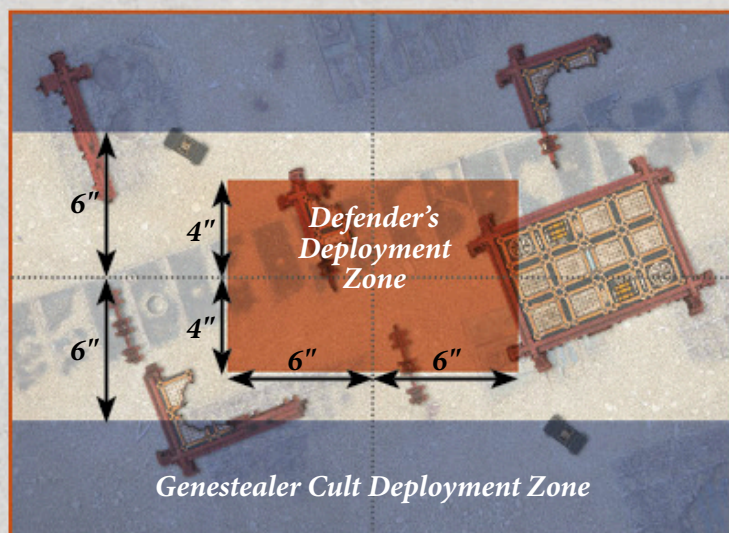 6"
4"
Defender's
Deployment
Zone
4"
6"
6"
6"
Genestealer Cult Deployment Zone